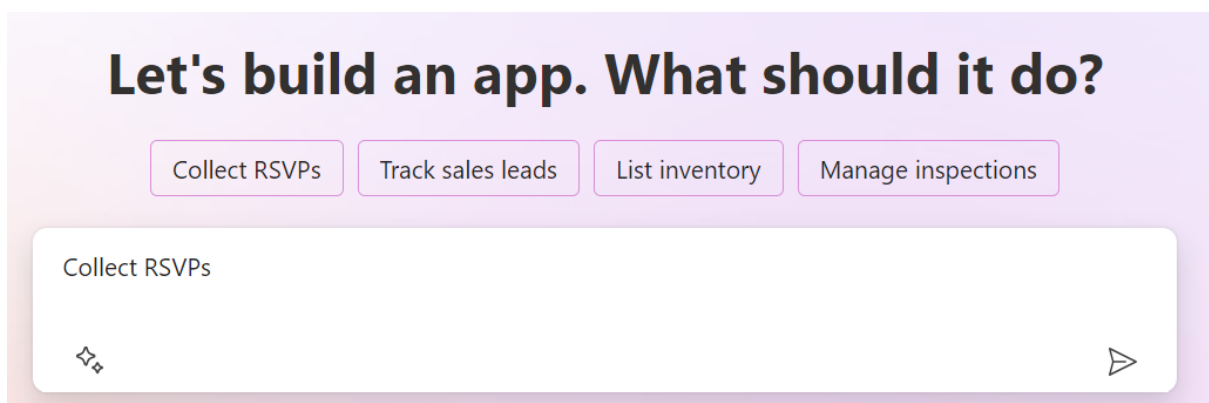 Let's build an app. What should it do?
Collect RSVPs Track sales leads List inventory Manage inspections
Collect RSVPs